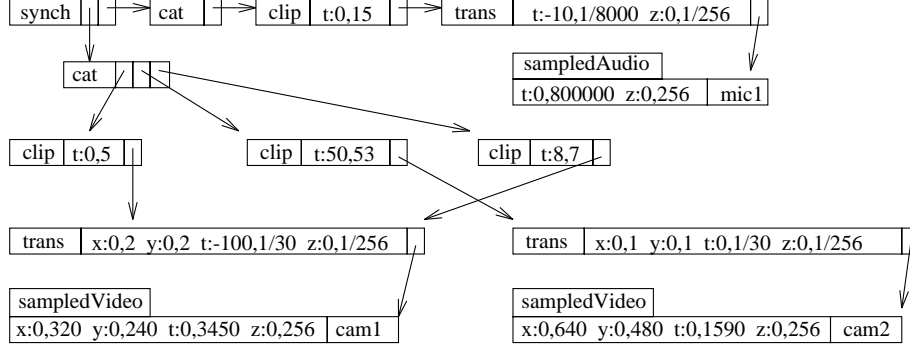 synch cat clip t:0,15 trans t:-10,1/8000 z:0,1/256
sampledAudio
cat
t:0,800000 z:0,256 mic1
clip t:0,5 clip t:50,53 clip t:8,7
trans x:0,2 y:0,2 t:-100,1/30 z:0,1/256 trans x:0,1 y:0,1 t:0,1/30 z:0,1/256
sampledVideo sampledVideo
x:0,320 y:0,240 t:0,3450 z:0,256 cam1 x:0,640 y:0,480 t:0,1590 z:0,256 cam2